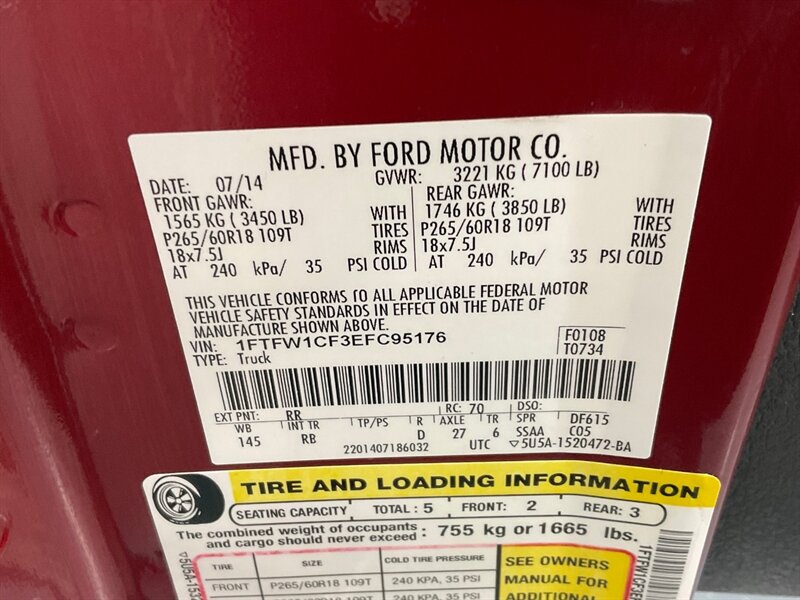 MFD. BY FORD MOTOR CO.
DATE: 07/14 GVWR: 3221 KG ( 7100 LB)
FRONT GAWR: REAR GAWR:
1565 KG ( 3450 LB) WITH 1746 KG ( 3850 LB) WITH
P265/60R18 109T TIRES P265/60R18 109T TIRES
18x7.5J RIMS 18x7.5J RIMS
AT 240 kPa/ 35 PSI COLD AT 240 kPa/ 35 PSI COLD
THIS VEHICLE CONFORMS TO ALL APPLICABLE FEDERAL MOTOR
VEHICLE SAFETY STANDARDS IN EFFECT ON THE DATE OF
MANUFACTURE SHOWN ABOVE.
VIN: 1FTFW1CF3EFC95176 F0108
TYPE: Truck T0734
EXT PNT: RR RC: 70 DSO:
WB INT TR TP/PS R AXLE TR SPR DF615
145 RB D 27 6 SSAA C05
2201407186032 UTC ▽5U5A-1520472-BA
TIRE AND LOADING INFORMATION
SEATING CAPACITY TOTAL : 5 FRONT: 2 REAR: 3
The combined weight of occupants and cargo should never exceed : 755 kg or 1665 lbs.
TIRE SIZE COLD TIRE PRESSURE SEE OWNERS
FRONT P265/60R18 109T 240 KPA, 35 PSI MANUAL FOR
P265/60R18 109T 240 KPA, 35 PSI ADDITIONAL